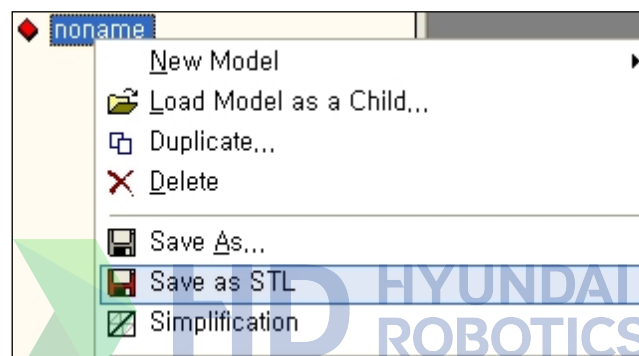 noname
New Model
Load Model as a Child...
Duplicate...
Delete
Save As...
Save as STL
Simplification
HD HYUNDAI
ROBOTICS